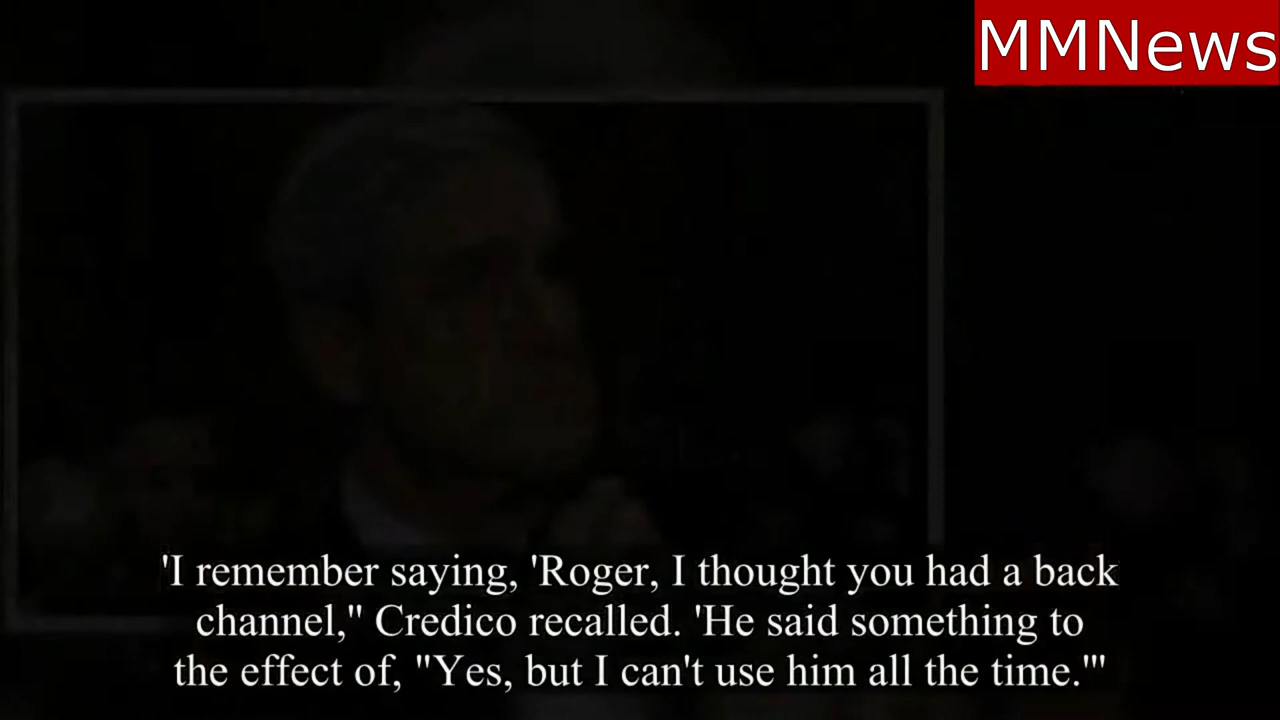 MMNews
'I remember saying, 'Roger, I thought you had a back
channel,'' Credico recalled. 'He said something to
the effect of, "Yes, but I can't use him all the time."'